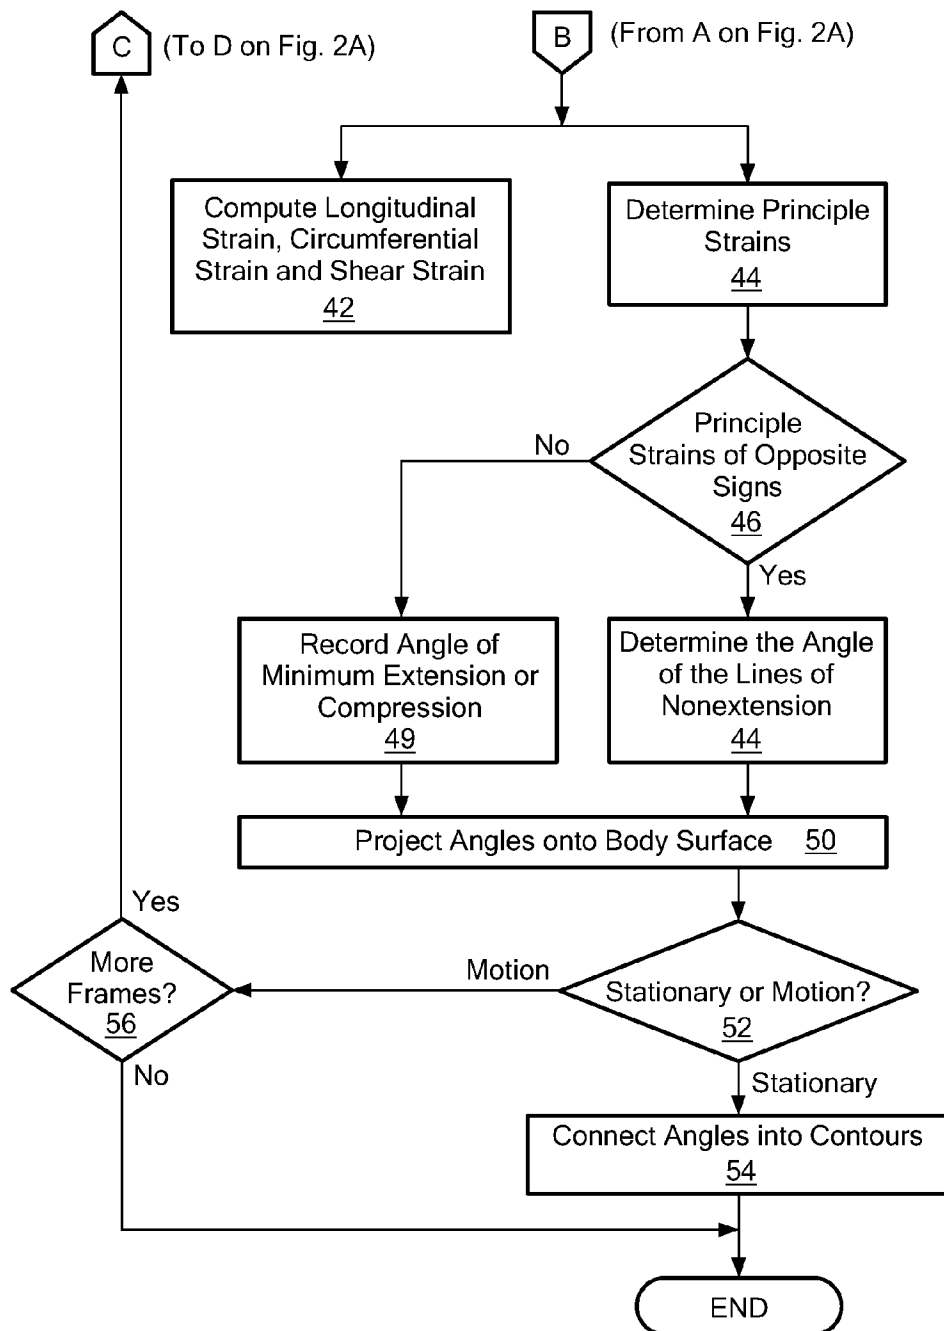 C (To D on Fig. 2A)
B (From A on Fig. 2A)
Compute Longitudinal
Strain, Circumferential
Strain and Shear Strain
42
Determine Principle
Strains
44
Principle
Strains of Opposite
Signs
46
No
Yes
Record Angle of
Minimum Extension or
Compression
49
Determine the Angle
of the Lines of
Nonextension
44
Project Angles onto Body Surface 50
Yes
More
Frames?
56
No
Motion
Stationary or Motion?
52
Stationary
Connect Angles into Contours
54
END